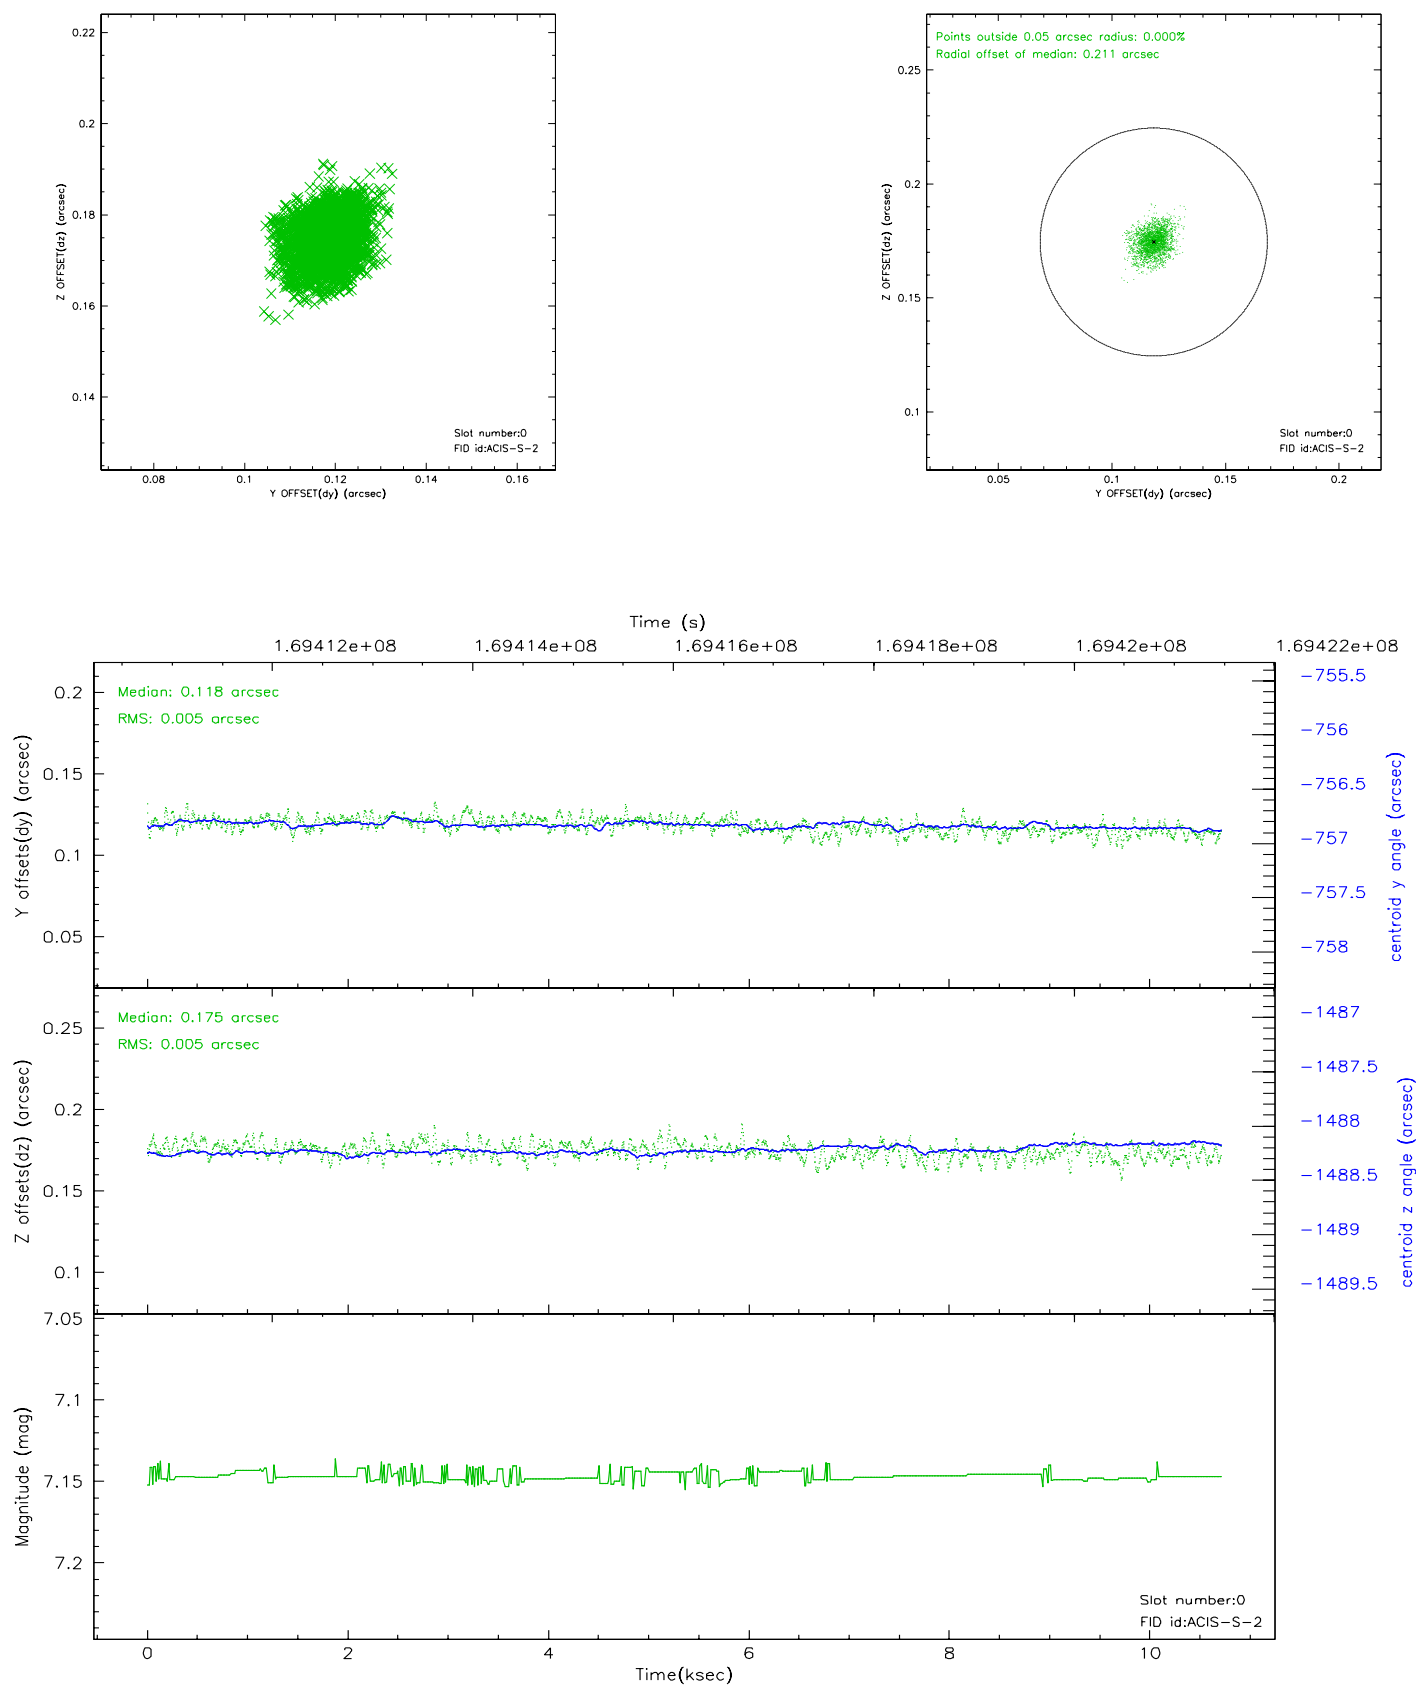 0.22
0.2
0.18
0.16
0.14
Z OFFSET(dz) (arcsec)
0.08
0.1
0.12
0.14
0.16
Y OFFSET(dy) (arcsec)
Slot number:0
FID id:ACIS-S-2
Points outside 0.05 arcsec radius: 0.000%
Radial offset of median: 0.211 arcsec
0.25
0.2
0.15
0.1
Z OFFSET(dz) (arcsec)
0.05
0.1
0.15
0.2
Y OFFSET(dy) (arcsec)
Slot number:0
FID id:ACIS-S-2
Time (s)
1.69412e+08
1.69414e+08
1.69416e+08
1.69418e+08
1.6942e+08
1.69422e+08
Median: 0.118 arcsec
RMS: 0.005 arcsec
0.2
0.15
0.1
0.05
Y offsets(dy) (arcsec)
-755.5
-756
-756.5
-757
-757.5
-758
centroid y angle (arcsec)
Median: 0.175 arcsec
RMS: 0.005 arcsec
0.25
0.2
0.15
0.1
Z offsets(dz) (arcsec)
-1487
-1487.5
-1488
-1488.5
-1489
-1489.5
centroid z angle (arcsec)
7.05
7.1
7.15
7.2
Magnitude (mag)
Slot number:0
FID id:ACIS-S-2
0
2
4
6
8
10
Time(ksec)